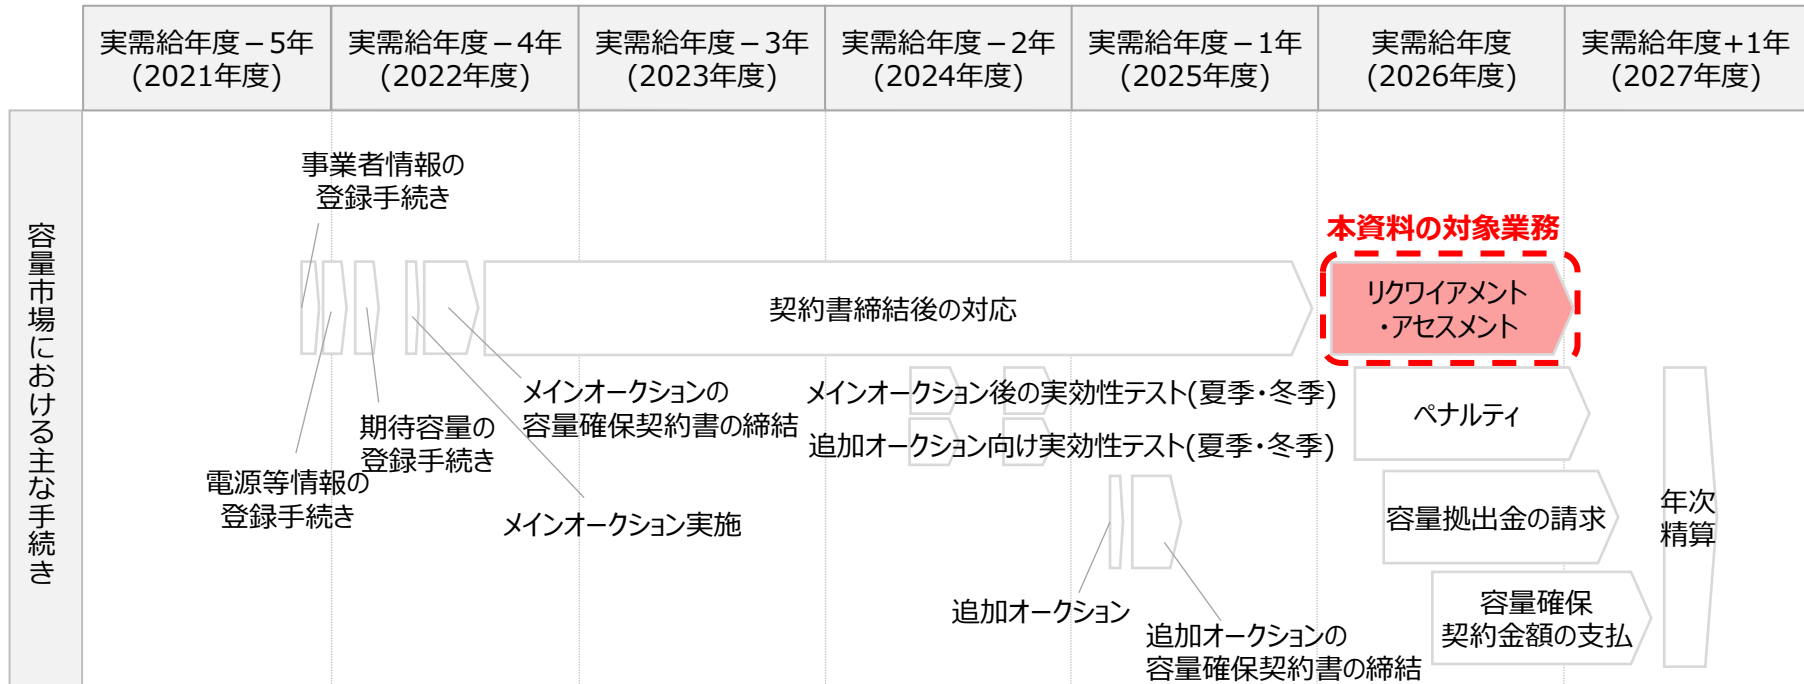 実需給年度－5年
(2021年度)
実需給年度－4年
(2022年度)
実需給年度－3年
(2023年度)
実需給年度－2年
(2024年度)
実需給年度－1年
(2025年度)
実需給年度
(2026年度)
実需給年度+1年
(2027年度)
容量市場における主な手続き
事業者情報の
登録手続き
本資料の対象業務
契約書締結後の対応
リクワイアメント
・アセスメント
メインオークションの
容量確保契約書の締結
期待容量の
登録手続き
電源等情報の
登録手続き
メインオークション実施
メインオークション後の実効性テスト(夏季・冬季)
追加オークション向け実効性テスト(夏季・冬季)
ペナルティ
容量拠出金の請求
年次
精算
追加オークション
追加オークションの
容量確保契約書の締結
容量確保
契約金額の支払